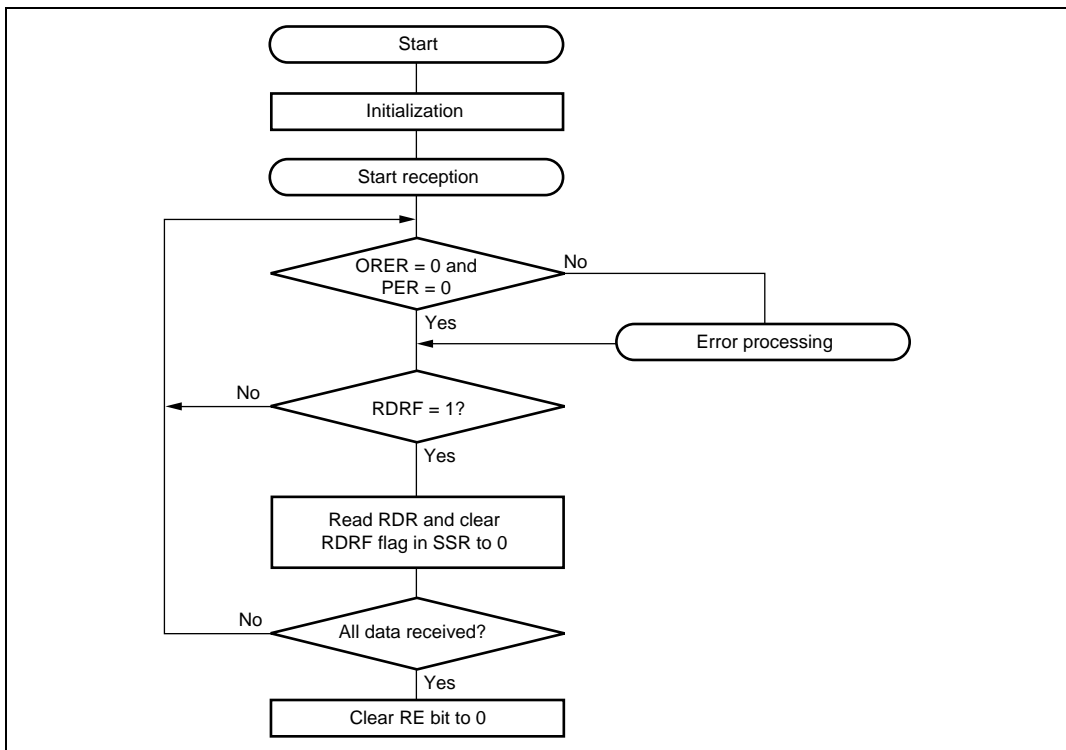 Start
Initialization
Start reception
ORER = 0 and
PER = 0
No
Yes
Error processing
No
RDRF = 1?
Yes
Read RDR and clear
RDRF flag in SSR to 0
No
All data received?
Yes
Clear RE bit to 0